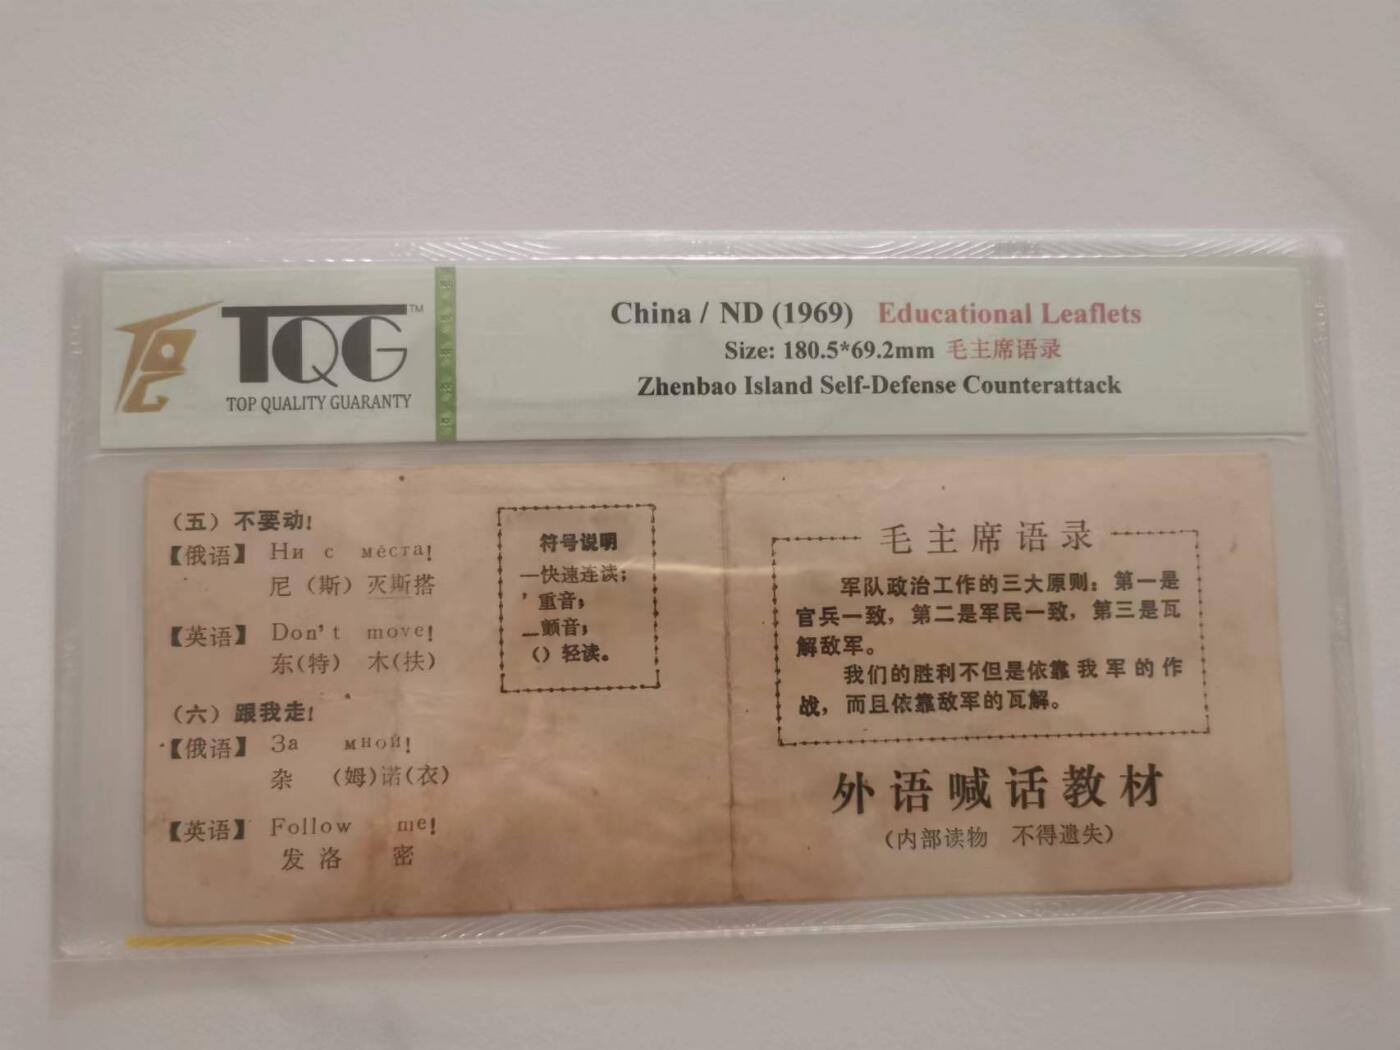 TQG™
TOP QUALITY GUARANTY
China / ND (1969) Educational Leaflets
Size: 180.5*69.2mm 毛主席语录
Zhenbao Island Self-Defense Counterattack
（五）不要动！
【俄语】 Ни с мéста!
尼（斯）灭斯搭
【英语】 Don't move!
东(特) 木(扶)
（六）跟我走！
【俄语】 За мной!
杂 (姆)诺(衣)
【英语】 Follow me!
发洛 密
符号说明
—快速连读；
' 重音；
﹏颤音；
（）轻读。
毛主席语录
军队政治工作的三大原则：第一是
官兵一致，第二是军民一致，第三是瓦
解敌军。
我们的胜利不但是依靠我军的作
战，而且依靠敌军的瓦解。
外语喊话教材
（内部读物 不得遗失）